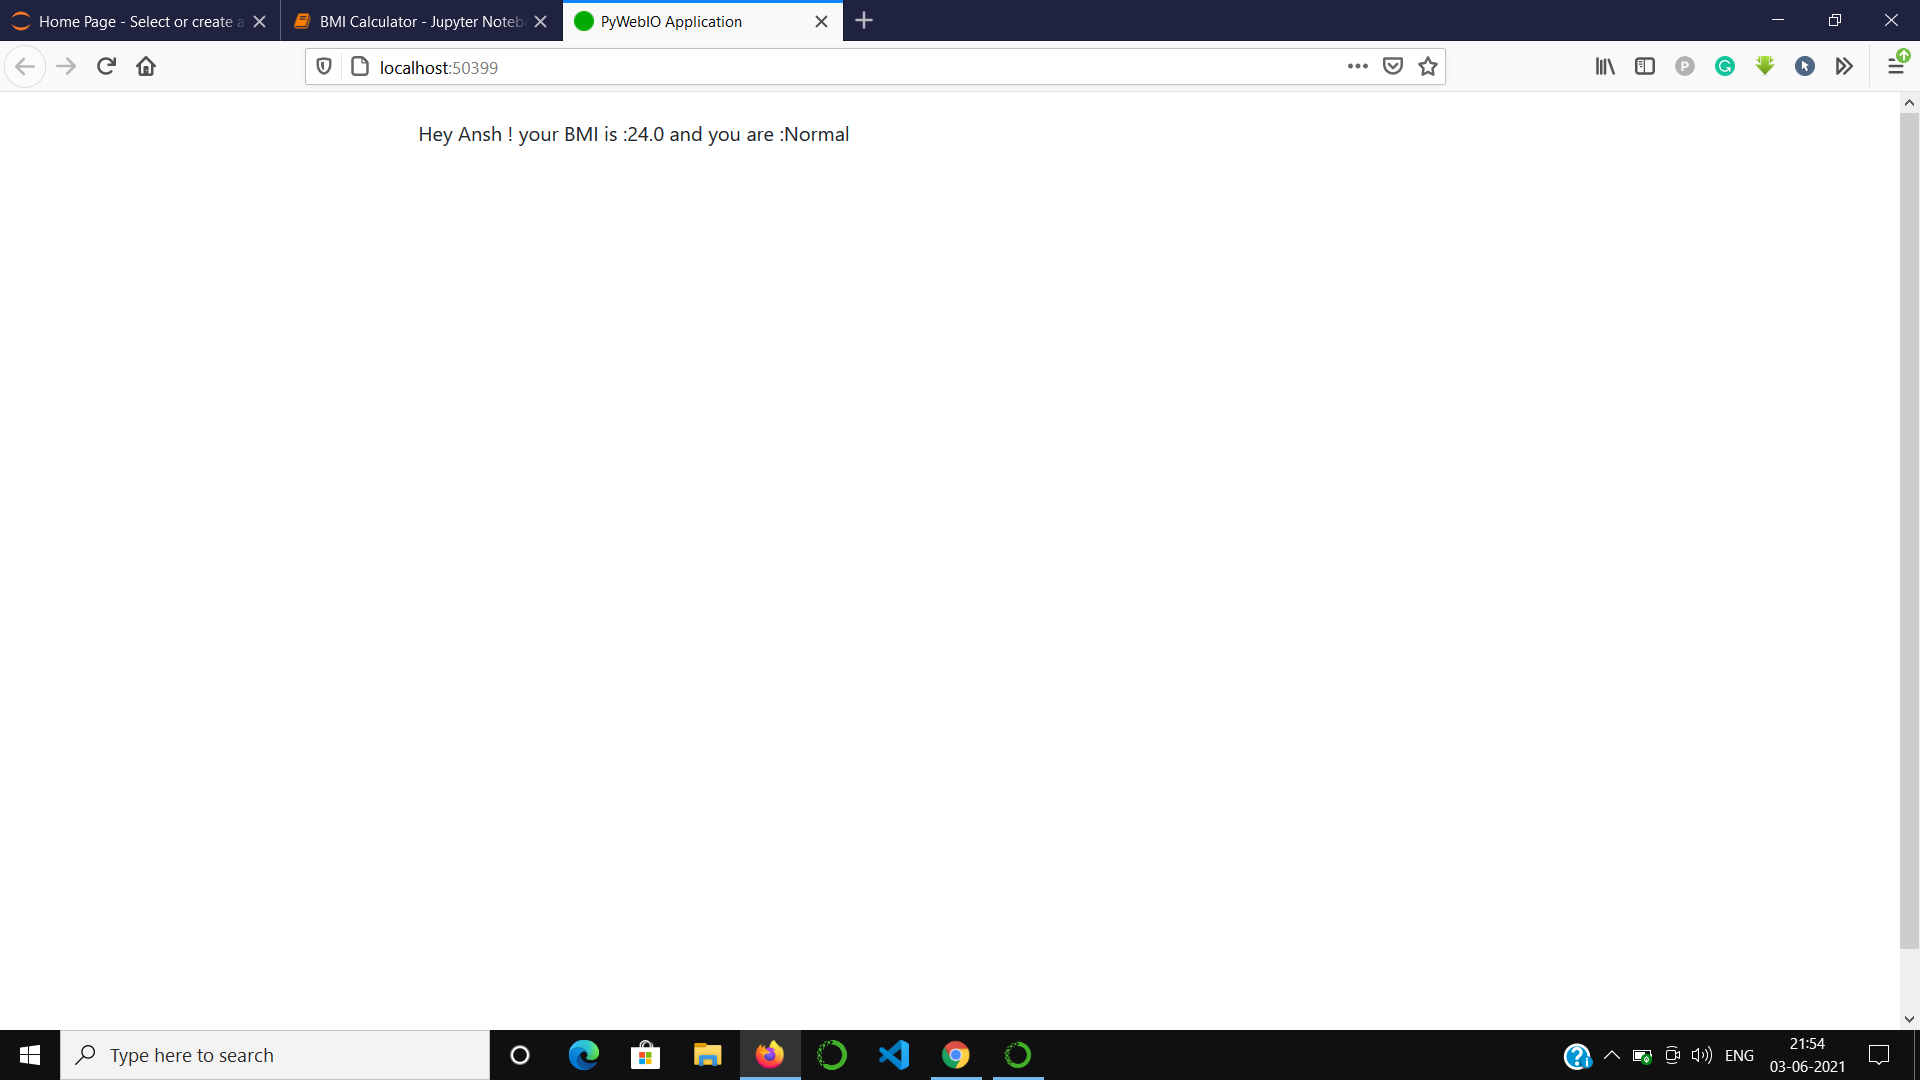 Home Page - Select or create a
BMI Calculator - Jupyter Noteb
PyWebIO Application
localhost:50399
Hey Ansh ! your BMI is :24.0 and you are :Normal
Type here to search
ENG
21:54
03-06-2021